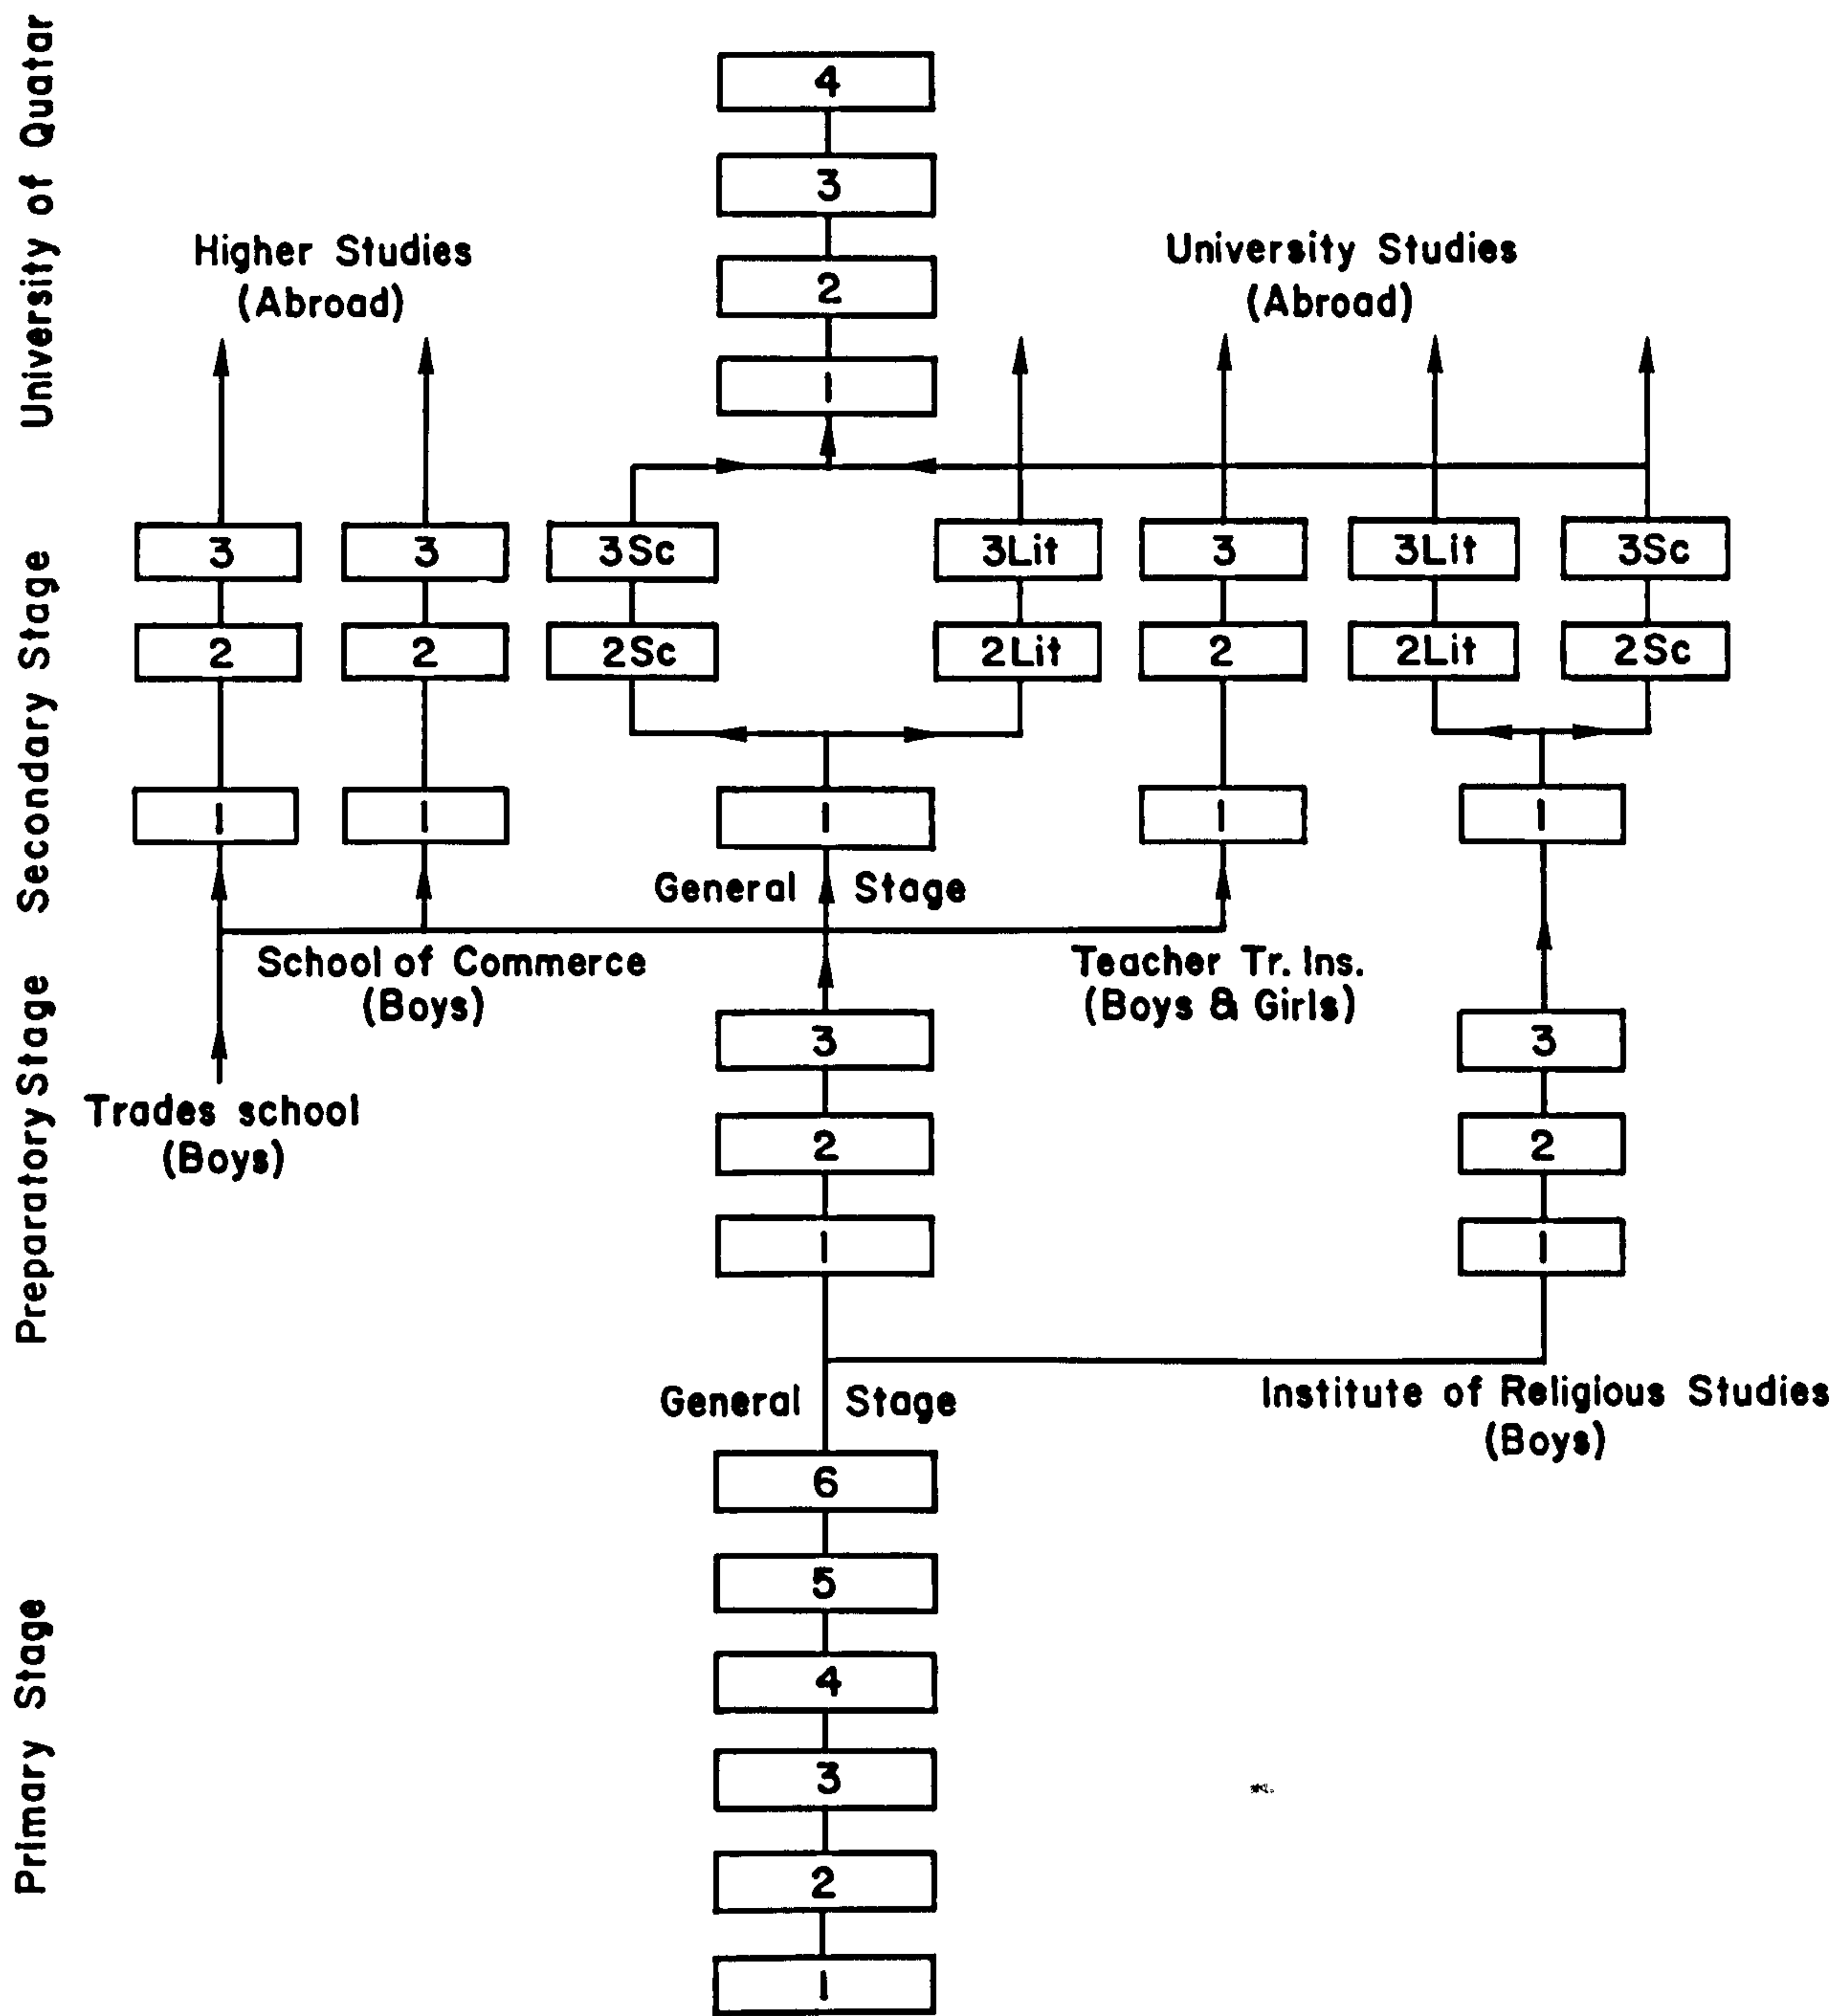 University of Quatar
Secondary Stage
Preparatory Stage
Primary Stage
4
3
2
1
Higher Studies
(Abroad)
University Studies
(Abroad)
3
3
3Sc
3Lit
3
3Lit
3Sc
2
2
2Sc
2Lit
2
2Lit
2Sc
1
1
1
1
1
General Stage
School of Commerce
(Boys)
Teacher Tr. Ins.
(Boys & Girls)
Trades school
(Boys)
3
3
2
2
1
1
General Stage
Institute of Religious Studies
(Boys)
6
5
4
3
2
1